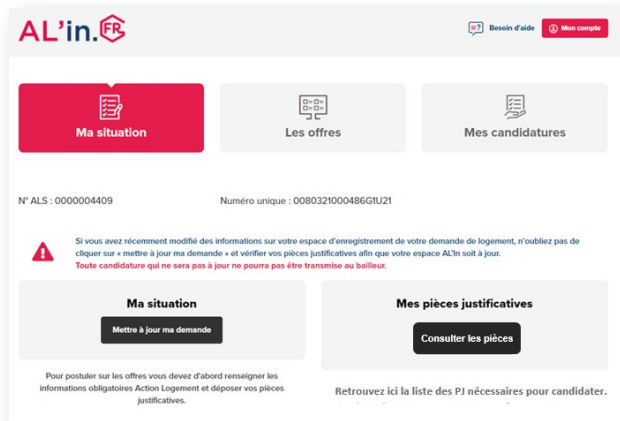 AL'in.FR
Besoin d'aide
Mon compte
Ma situation
Les offres
Mes candidatures
N° ALS : 0000004409
Numéro unique : 0080321000486G1U21
Si vous avez récemment modifié des informations sur votre espace d'enregistrement de votre demande de logement, n'oubliez pas de
cliquer sur « mettre à jour ma demande » et vérifier vos pièces justificatives afin que votre espace AL'In soit à jour.
Toute candidature qui ne sera pas à jour ne pourra pas être transmise au bailleur.
Ma situation
Mettre à jour ma demande
Pour postuler sur les offres vous devez d'abord renseigner les
informations obligatoires Action Logement et déposer vos pièces
justificatives.
Mes pièces justificatives
Consulter les pièces
Retrouvez ici la liste des PJ nécessaires pour candidater.